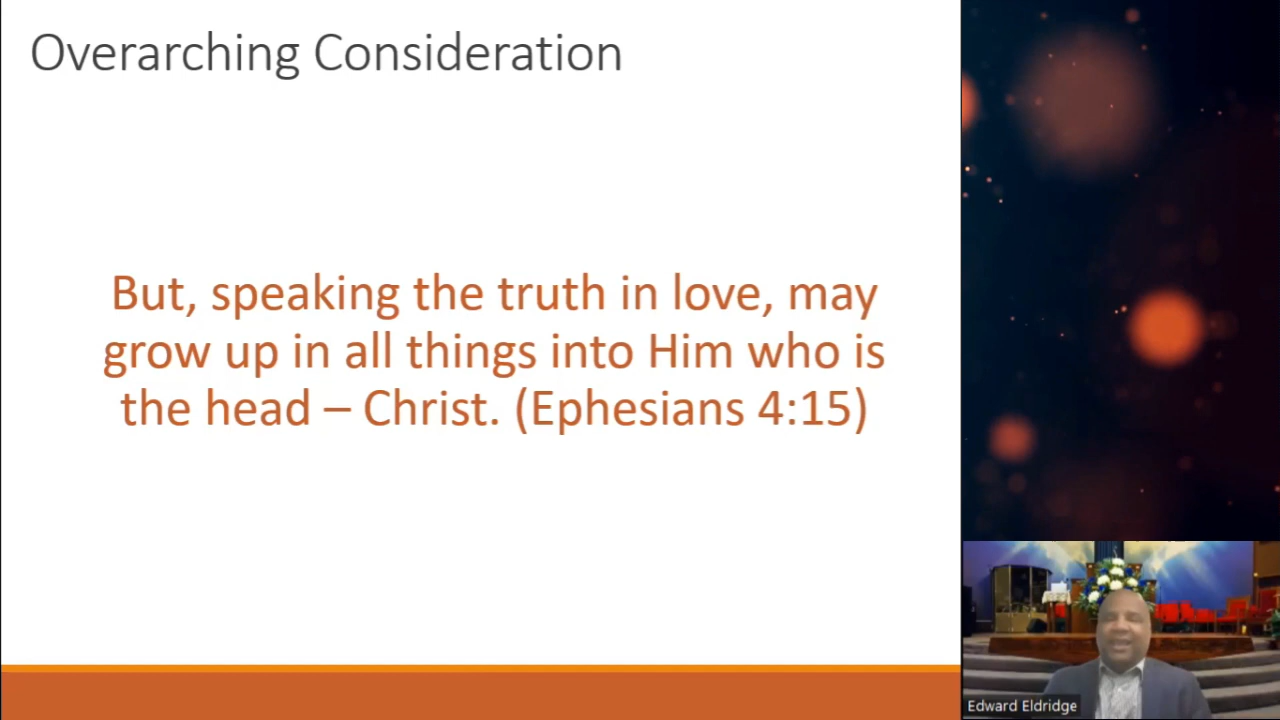 Overarching Consideration
But, speaking the truth in love, may
grow up in all things into Him who is
the head – Christ. (Ephesians 4:15)
Edward Eldridge